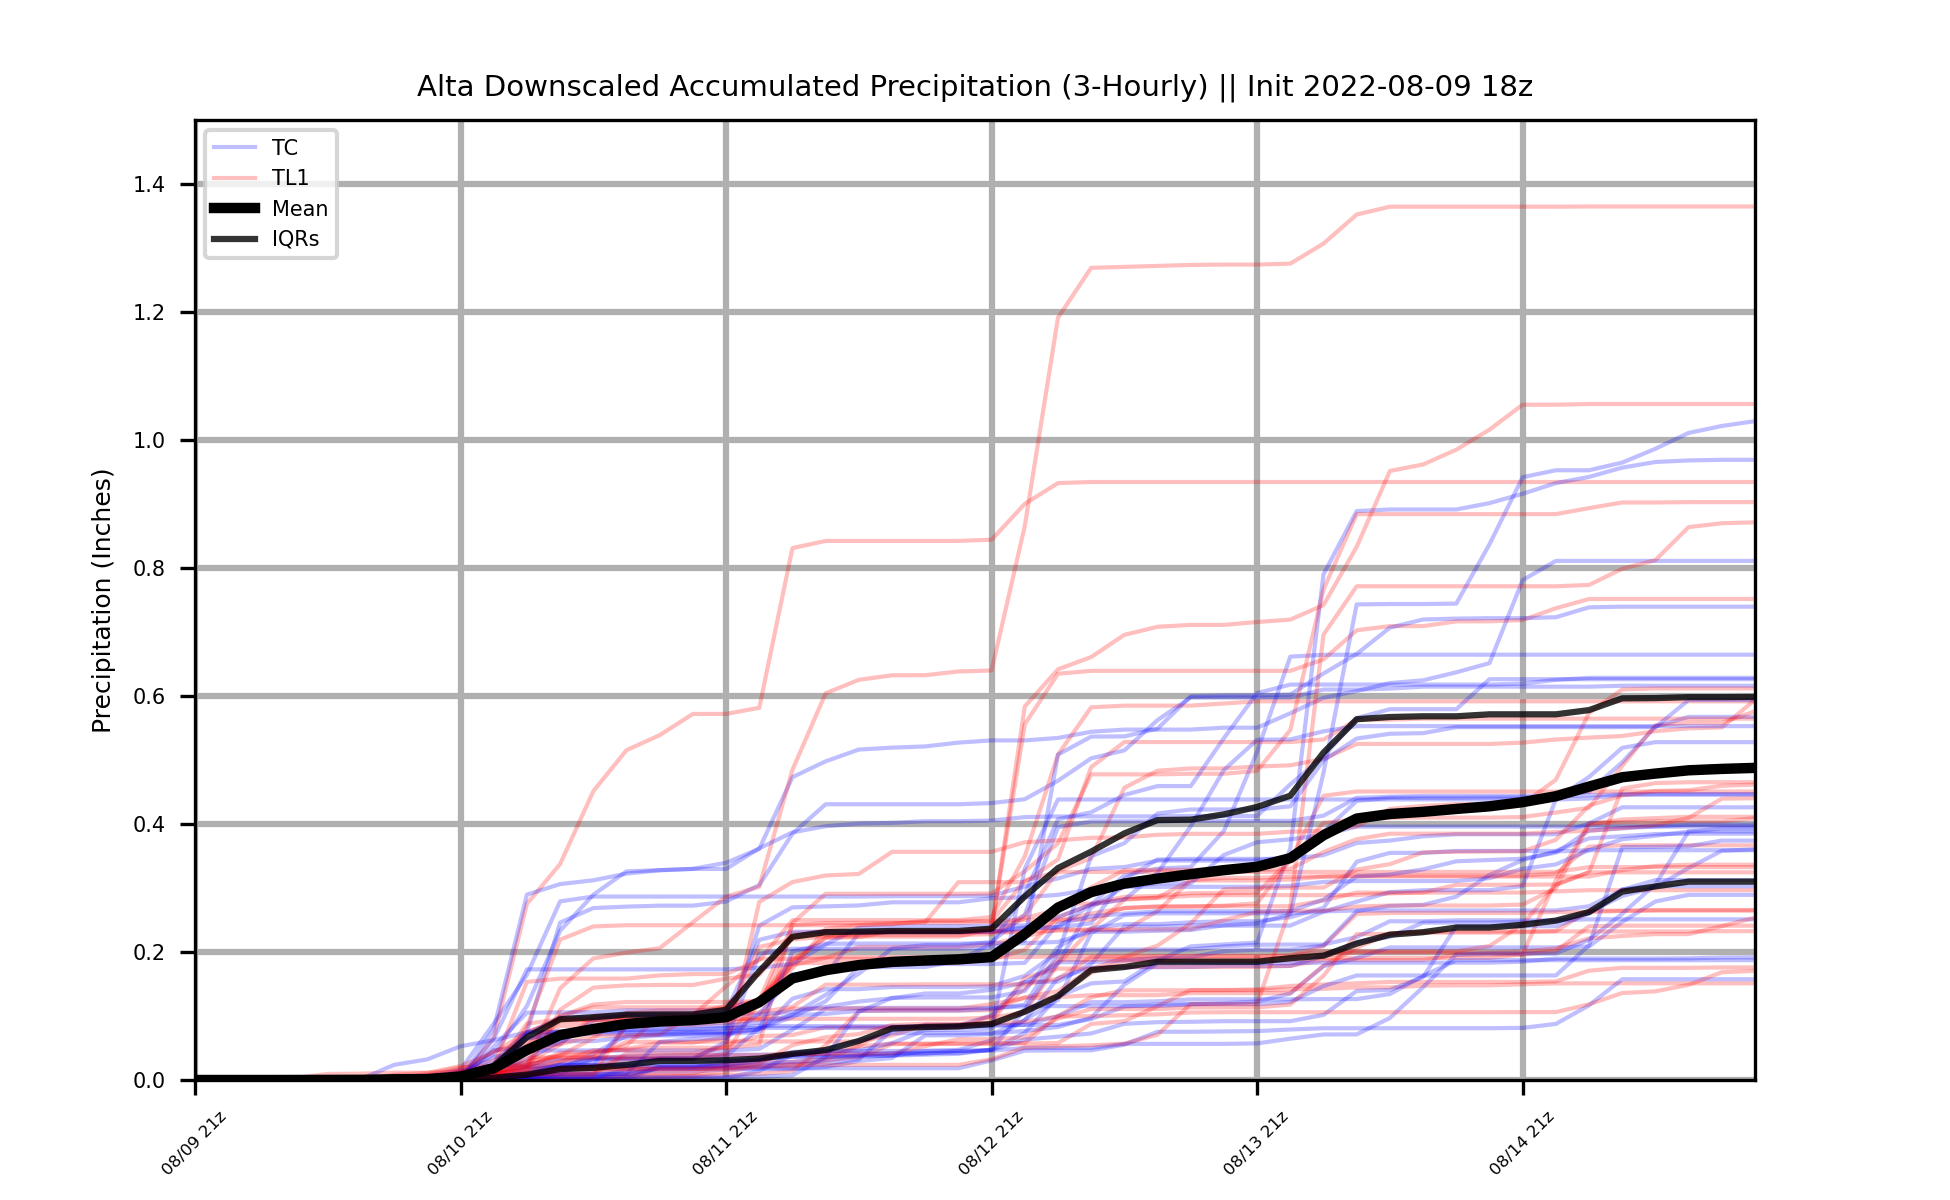 Alta Downscaled Accumulated Precipitation (3-Hourly) || Init 2022-08-09 18z
TC
TL1
Mean
IQRs
Precipitation (Inches)
1.4
1.2
1.0
0.8
0.6
0.4
0.2
0.0
08/09 21z
08/10 21z
08/11 21z
08/12 21z
08/13 21z
08/14 21z